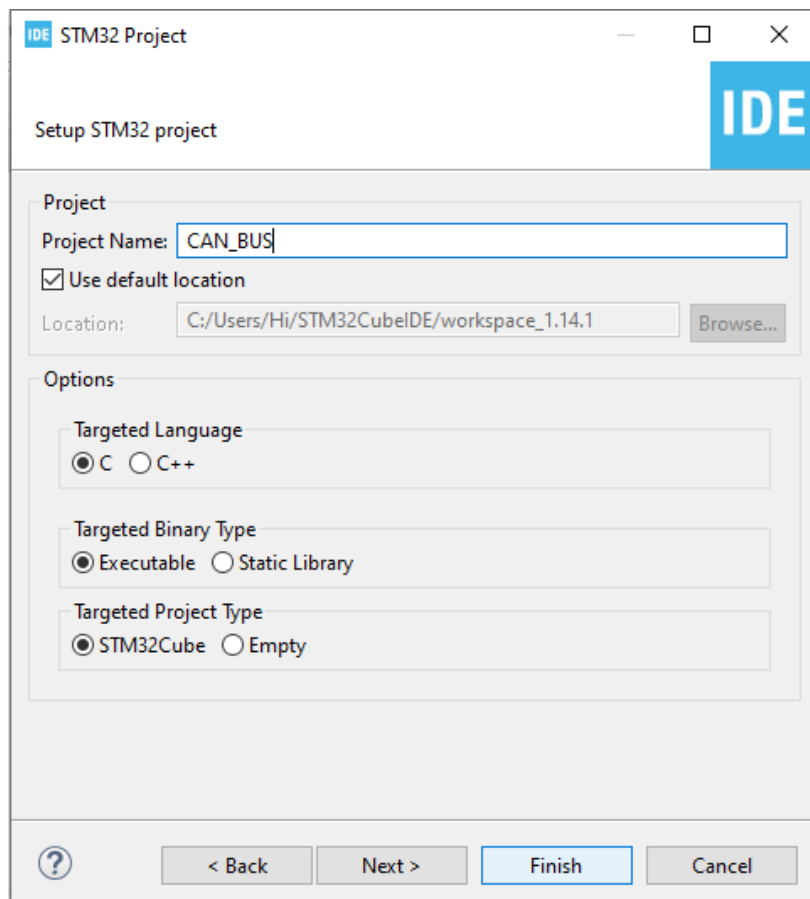 IDE STM32 Project
IDE
Setup STM32 project
Project
Project Name: CAN_BUS
Use default location
Location: C:/Users/Hi/STM32CubeIDE/workspace_1.14.1 Browse...
Options
Targeted Language
C C++
Targeted Binary Type
Executable Static Library
Targeted Project Type
STM32Cube Empty
? < Back Next > Finish Cancel